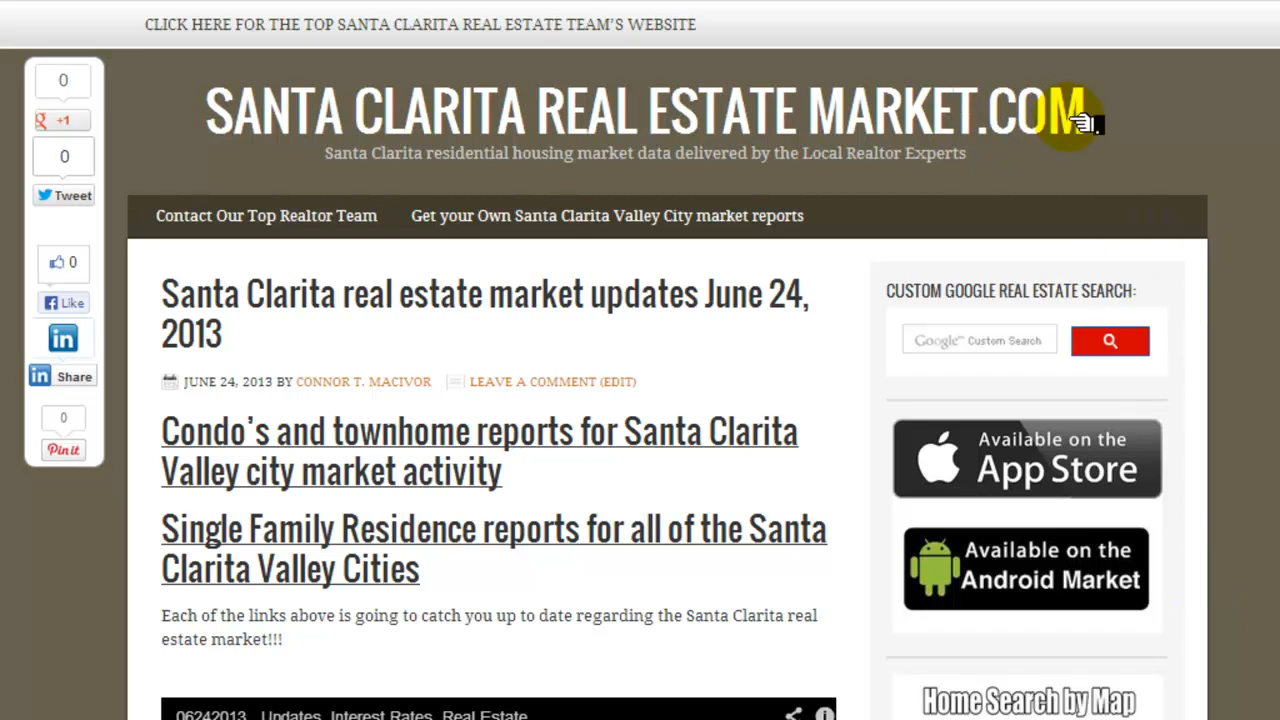 CLICK HERE FOR THE TOP SANTA CLARITA REAL ESTATE TEAM'S WEBSITE
SANTA CLARITA REAL ESTATE MARKET.COM
Santa Clarita residential housing market data delivered by the Local Realtor Experts
0
+1
0
Tweet
0
Like
in
in Share
0
Pin it
Contact Our Top Realtor Team
Get your Own Santa Clarita Valley City market reports
Santa Clarita real estate market updates June 24,
2013
JUNE 24, 2013 BY CONNOR T. MACIVOR
LEAVE A COMMENT (EDIT)
Condo's and townhome reports for Santa Clarita
Valley city market activity
Single Family Residence reports for all of the Santa
Clarita Valley Cities
Each of the links above is going to catch you up to date regarding the Santa Clarita real
estate market!!!
06242013_Updates_Interest Rates_Real Estate
CUSTOM GOOGLE REAL ESTATE SEARCH:
Google™ Custom Search
Available on the
App Store
Available on the
Android Market
Home Search by Map